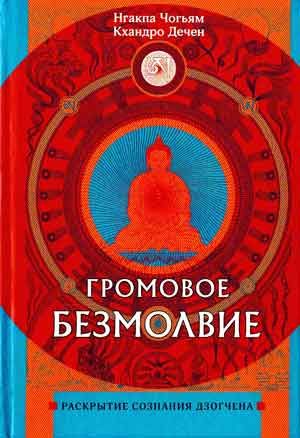 Нгакпа Чогьям
Кхандро Дечен
ГРОМОВОЕ
БЕЗМОЛВИЕ
РАСКРЫТИЕ СОЗНАНИЯ ДЗОГЧЕНА